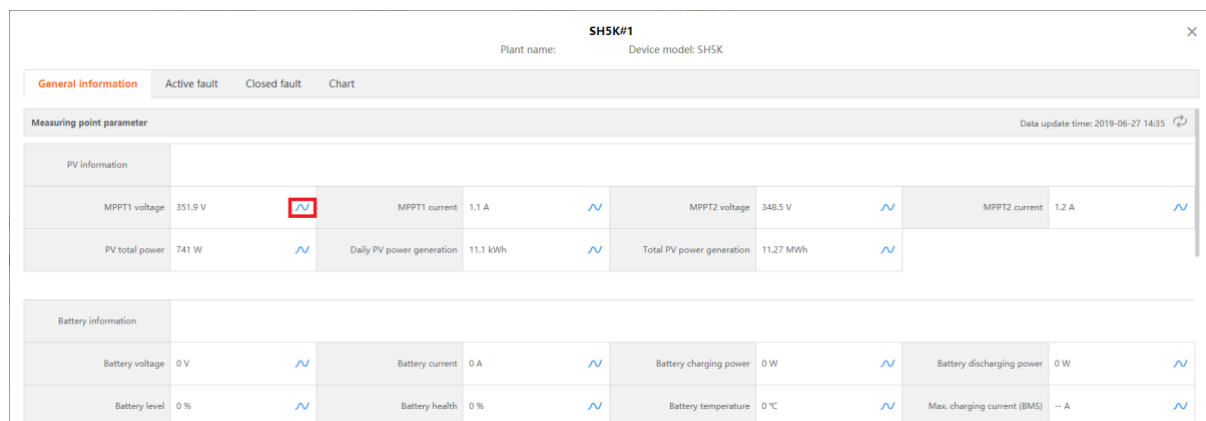 SH5K#1
Plant name: Device model: SH5K
General information Active fault Closed fault Chart
Measuring point parameter Data update time: 2019-06-27 14:35
PV information
MPPT1 voltage 351.9 V MPPT1 current 1.1 A MPPT2 voltage 348.5 V MPPT2 current 1.2 A
PV total power 741 W Daily PV power generation 11.1 kWh Total PV power generation 11.27 MWh
Battery information
Battery voltage 0 V Battery current 0 A Battery charging power 0 W Battery discharging power 0 W
Battery level 0 % Battery health 0 % Battery temperature 0 ℃ Max. charging current (BMS) -- A